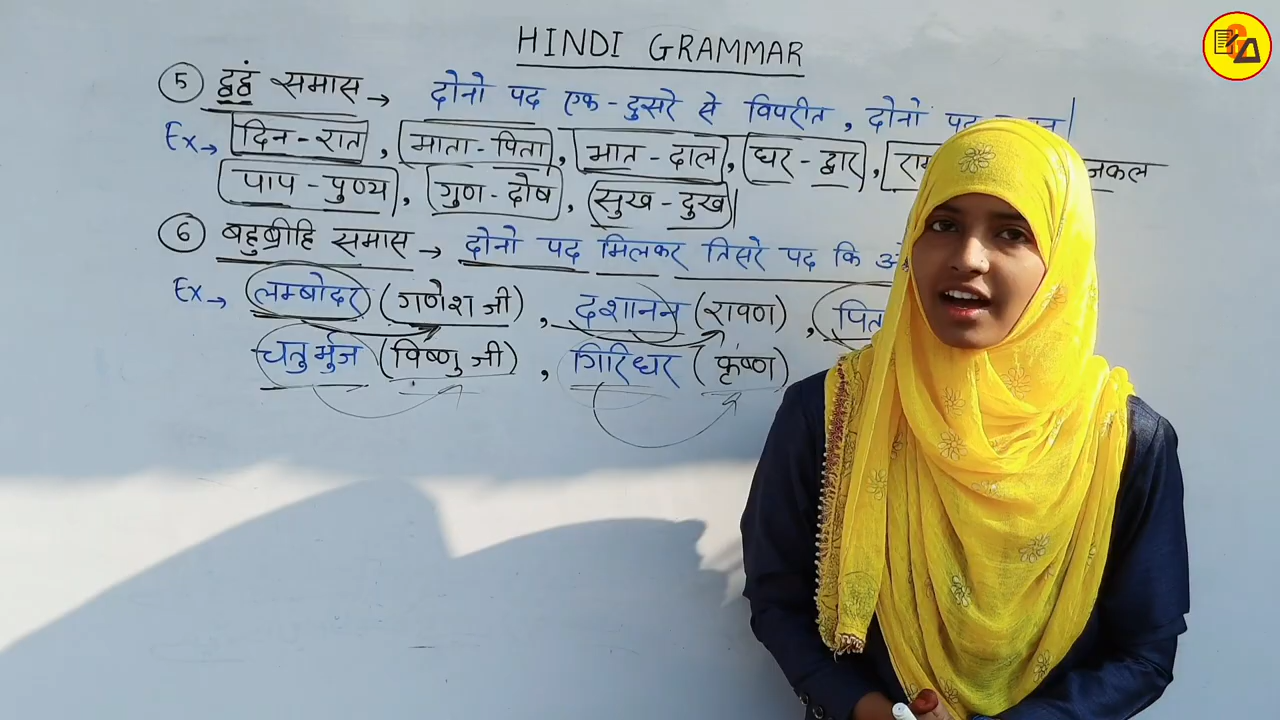 HINDI GRAMMAR
5 द्वद्वं समास → दोनो पद एक-दुसरे से विपरीत, दोनो पद
Ex→ दिन-रात, माता-पिता, भात-दाल, घर-द्वार,
पाप-पुण्य, गुण-दोष, सुख-दुख|
6 बहुब्रीहि समास → दोनो पद मिलकर तिसरे पद कि
Ex→ लम्बोदर (गणेश जी), दशानन (रावण),
चतुर्भुज (विष्णु जी), गिरिधर (कृष्ण)